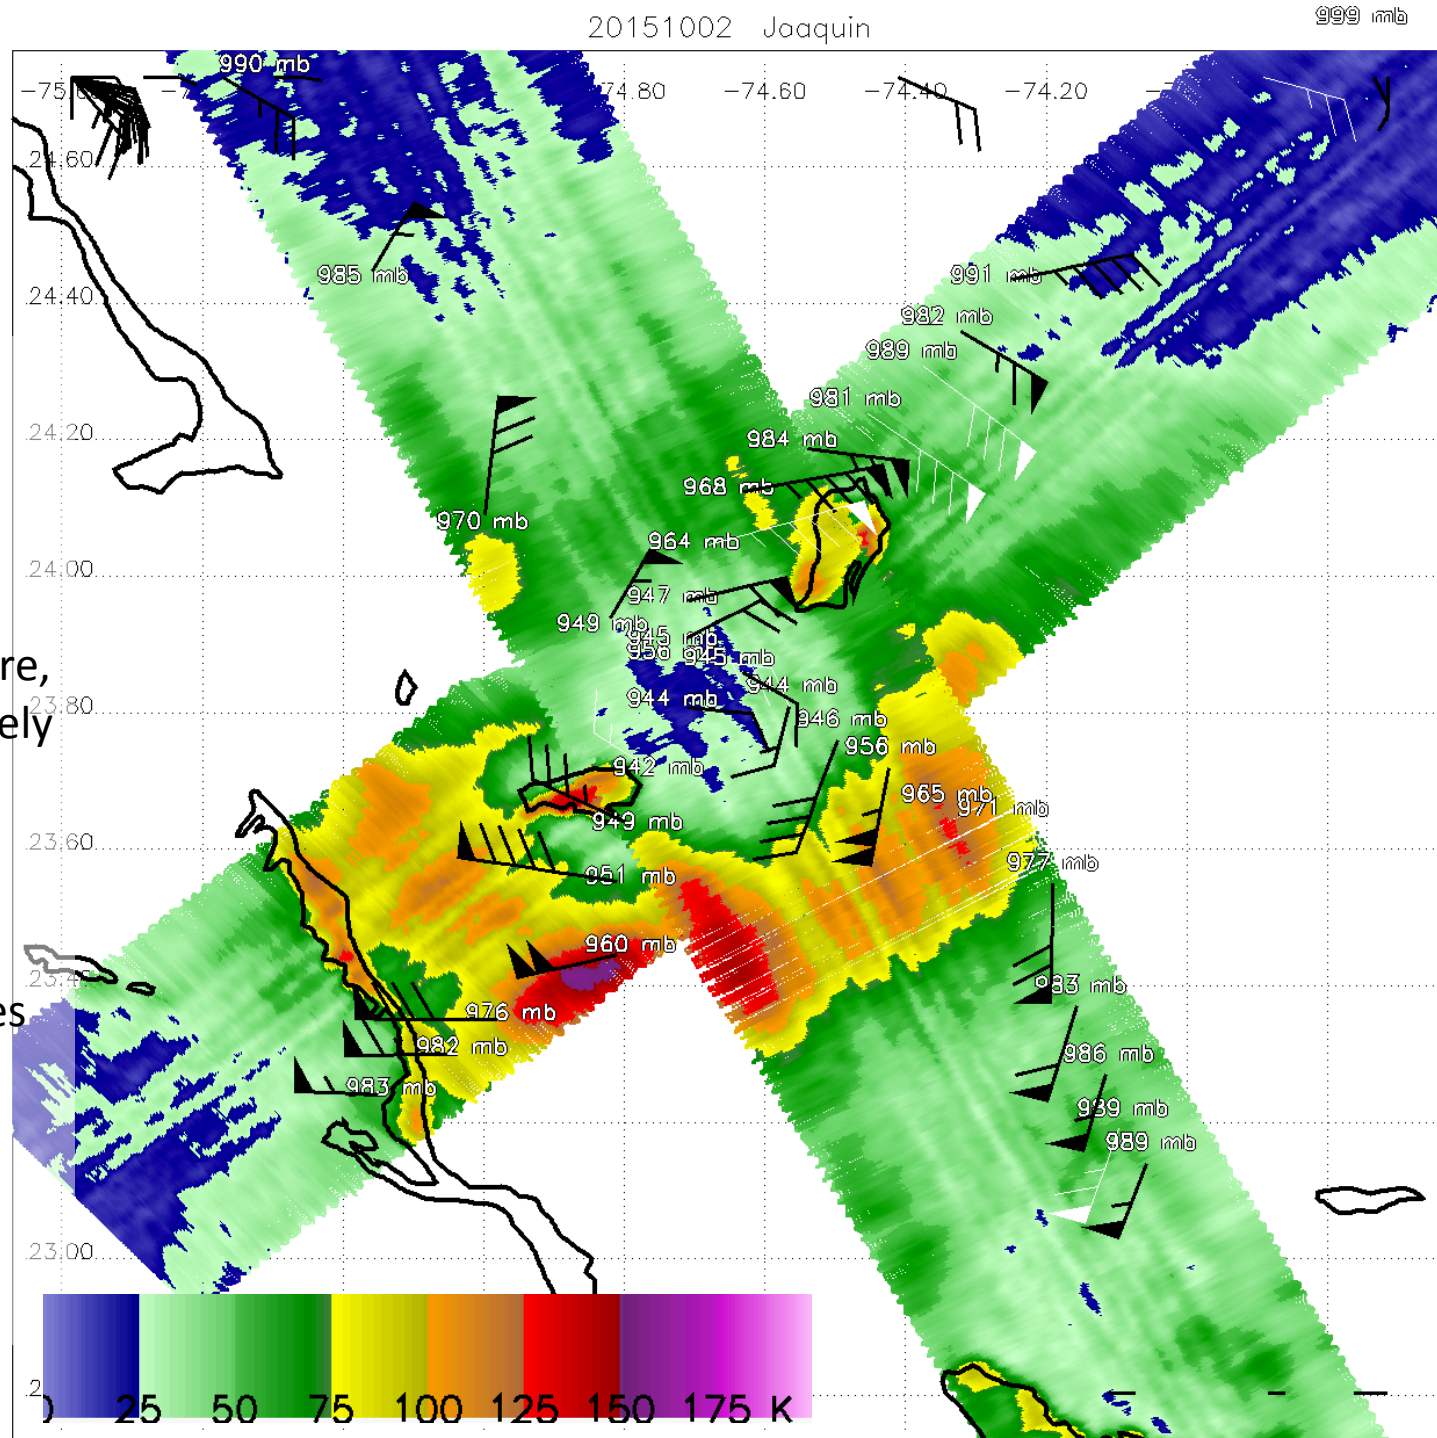 999 mb
20151002 Joaquin
990 mb
-74.60 -74.40 -74.20
24.60
985 mb
991 mb
24.40
982 mb
989 mb
981 mb
24.20
984 mb
968 mb
970 mb
964 mb
24.00
947 mb
949 mb
945 mb
945 mb
re,
944 mb
944 mb
23.80
ely
946 mb
956 mb
942 mb
965 mb
971 mb
949 mb
23.60
977 mb
951 mb
960 mb
983 mb
es
976 mb
982 mb
986 mb
983 mb
989 mb
989 mb
23.00
25 50 75 100 125 150 175 K